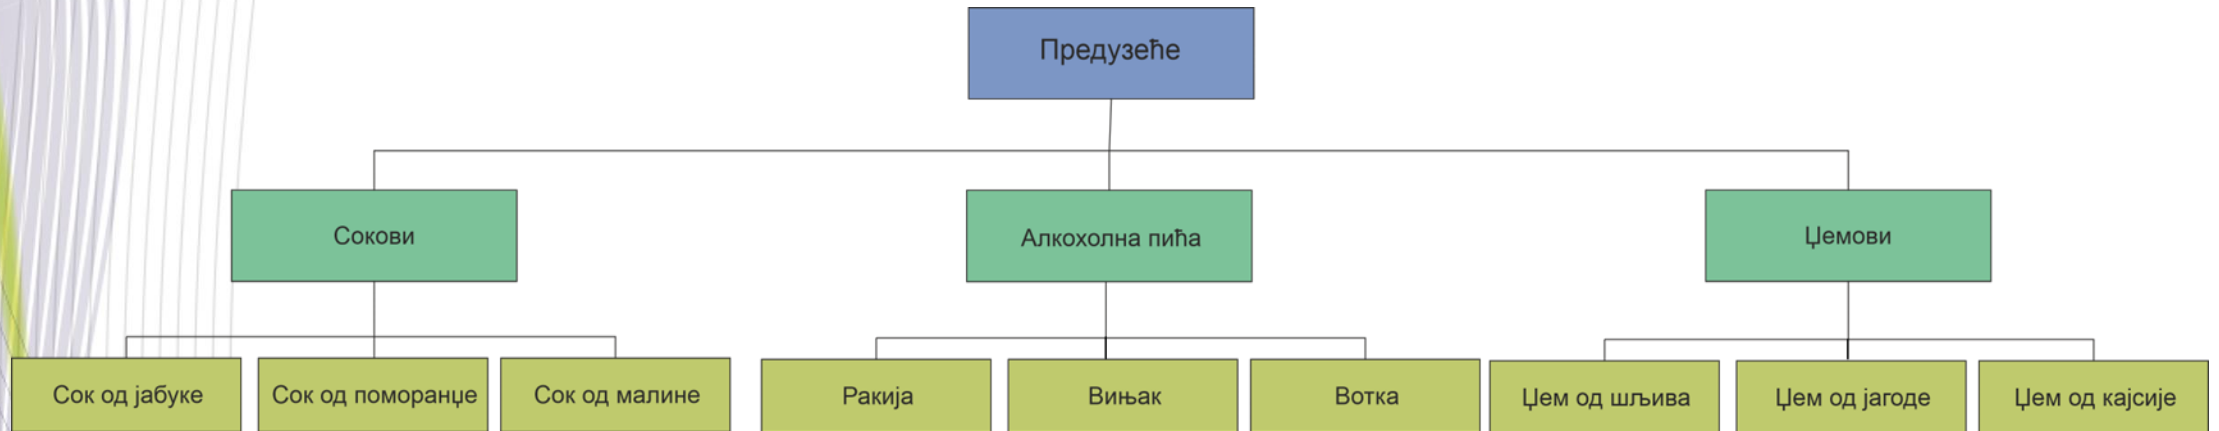 Предузеће
Сокови
Алкохолна пића
Џемови
Сок од јабуке
Сок од поморанџе
Сок од малине
Ракија
Вињак
Вотка
Џем од шљива
Џем од јагоде
Џем од кајсије